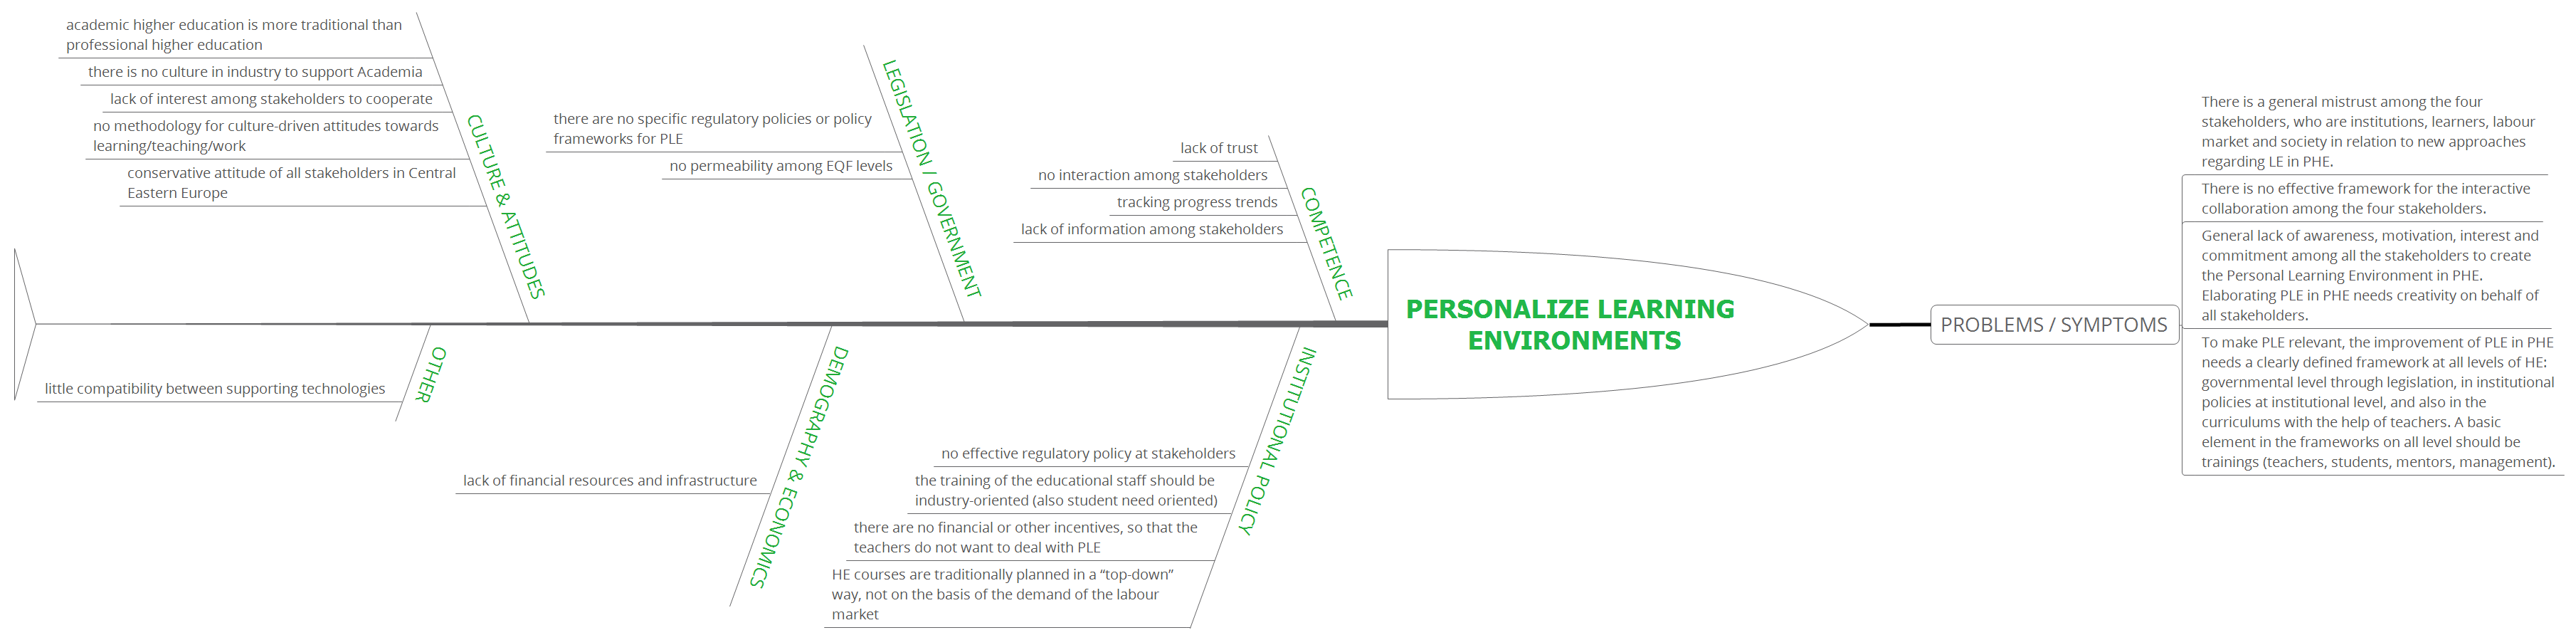 academic higher education is more traditional than
professional higher education
there is no culture in industry to support Academia
lack of interest among stakeholders to cooperate
no methodology for culture-driven attitudes towards
learning/teaching/work
conservative attitude of all stakeholders in Central
Eastern Europe
CULTURE & ATTITUDES
there are no specific regulatory policies or policy
frameworks for PLE
no permeability among EQF levels
LEGISLATION / GOVERNMENT
lack of trust
no interaction among stakeholders
tracking progress trends
lack of information among stakeholders
COMPETENCE
little compatibility between supporting technologies
OTHER
lack of financial resources and infrastructure
DEMOGRAPHY & ECONOMICS
no effective regulatory policy at stakeholders
the training of the educational staff should be
industry-oriented (also student need oriented)
there are no financial or other incentives, so that the
teachers do not want to deal with PLE
HE courses are traditionally planned in a “top-down”
way, not on the basis of the demand of the labour
market
INSTITUTIONAL POLICY
PERSONALIZE LEARNING
ENVIRONMENTS
PROBLEMS / SYMPTOMS
There is a general mistrust among the four
stakeholders, who are institutions, learners, labour
market and society in relation to new approaches
regarding LE in PHE.
There is no effective framework for the interactive
collaboration among the four stakeholders.
General lack of awareness, motivation, interest and
commitment among all the stakeholders to create
the Personal Learning Environment in PHE.
Elaborating PLE in PHE needs creativity on behalf of
all stakeholders.
To make PLE relevant, the improvement of PLE in PHE
needs a clearly defined framework at all levels of HE:
governmental level through legislation, in institutional
policies at institutional level, and also in the
curriculums with the help of teachers. A basic
element in the frameworks on all level should be
trainings (teachers, students, mentors, management).